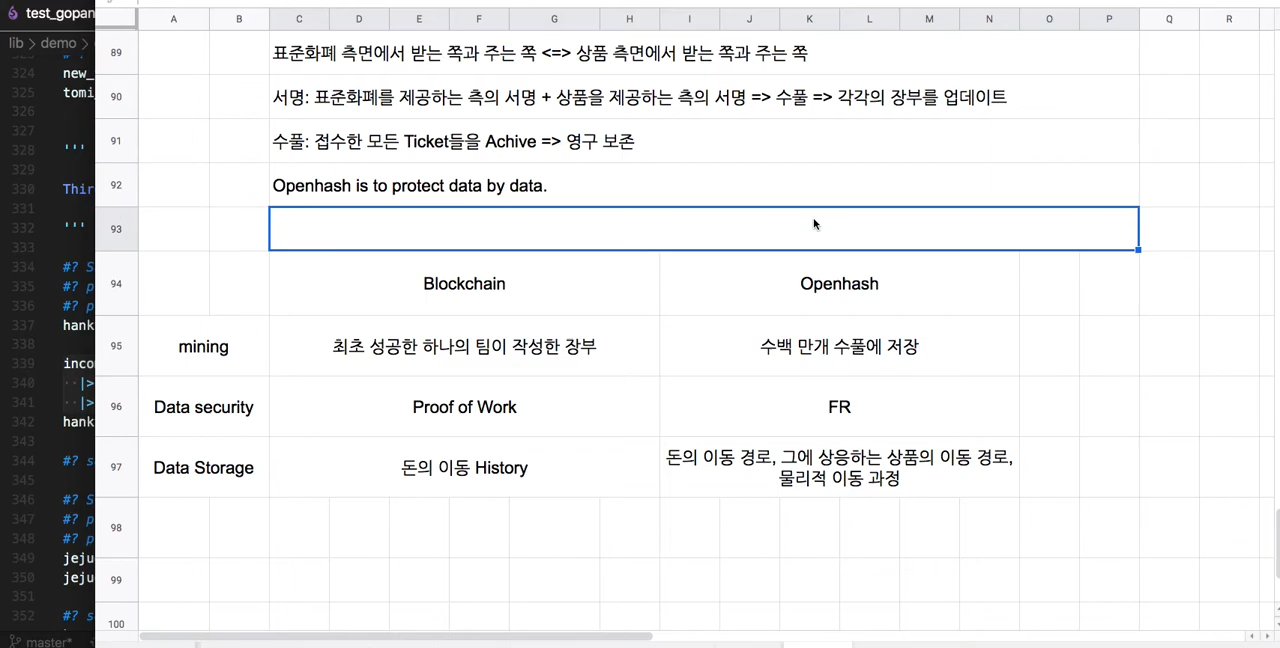 test_gopan
A B C D E F G H I J K L M N O P Q R
lib > demo >
89 표준화폐 측면에서 받는 쪽과 주는 쪽 <=> 상품 측면에서 받는 쪽과 주는 쪽
324 new_
325 tomi_
90 서명: 표준화폐를 제공하는 측의 서명 + 상품을 제공하는 측의 서명 => 수풀 => 각각의 장부를 업데이트
326
327
328 '''
91 수풀: 접수한 모든 Ticket들을 Achive => 영구 보존
329
330 Thir
92 Openhash is to protect data by data.
331
332 '''
93
333
334 #? S
335 #? p
336 #? p
337 hank
338
339 inco
340 |>
341 |>
342 hank
343
344 #? s
345
346 #? S
347 #? p
348 #? p
349 jeju
350 jeju
351
352 #? s
94 Blockchain Openhash
95 mining 최초 성공한 하나의 팀이 작성한 장부 수백 만개 수풀에 저장
96 Data security Proof of Work FR
97 Data Storage 돈의 이동 History 돈의 이동 경로, 그에 상응하는 상품의 이동 경로,
물리적 이동 과정
98
99
100
master*